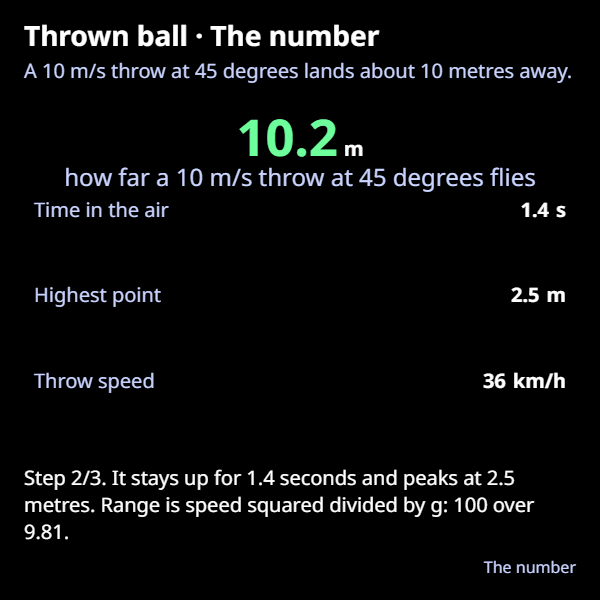 Thrown ball · The number
A 10 m/s throw at 45 degrees lands about 10 metres away.
10.2 m
how far a 10 m/s throw at 45 degrees flies
Time in the air 1.4 s
Highest point 2.5 m
Throw speed 36 km/h
Step 2/3. It stays up for 1.4 seconds and peaks at 2.5
metres. Range is speed squared divided by g: 100 over
9.81.
The number